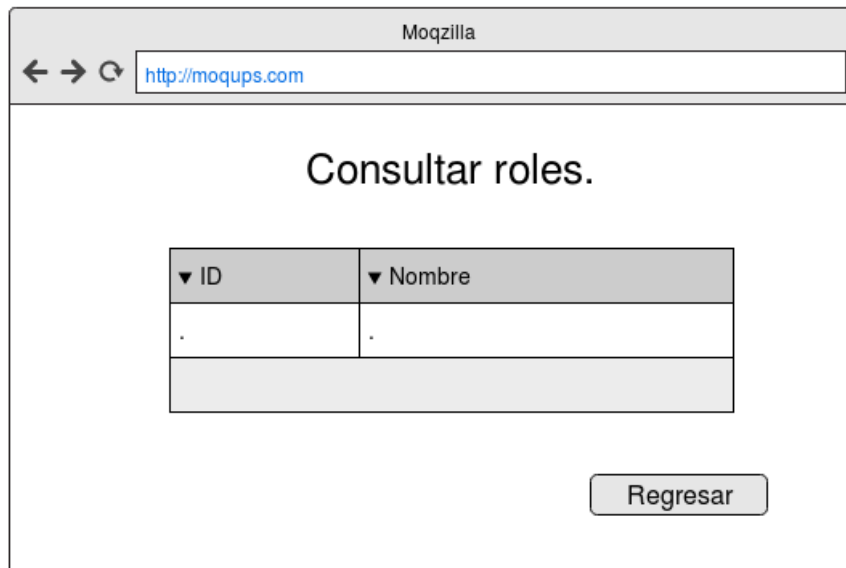 Moqzilla
http://moqups.com
Consultar roles.
▼ ID ▼ Nombre
. .
Regresar